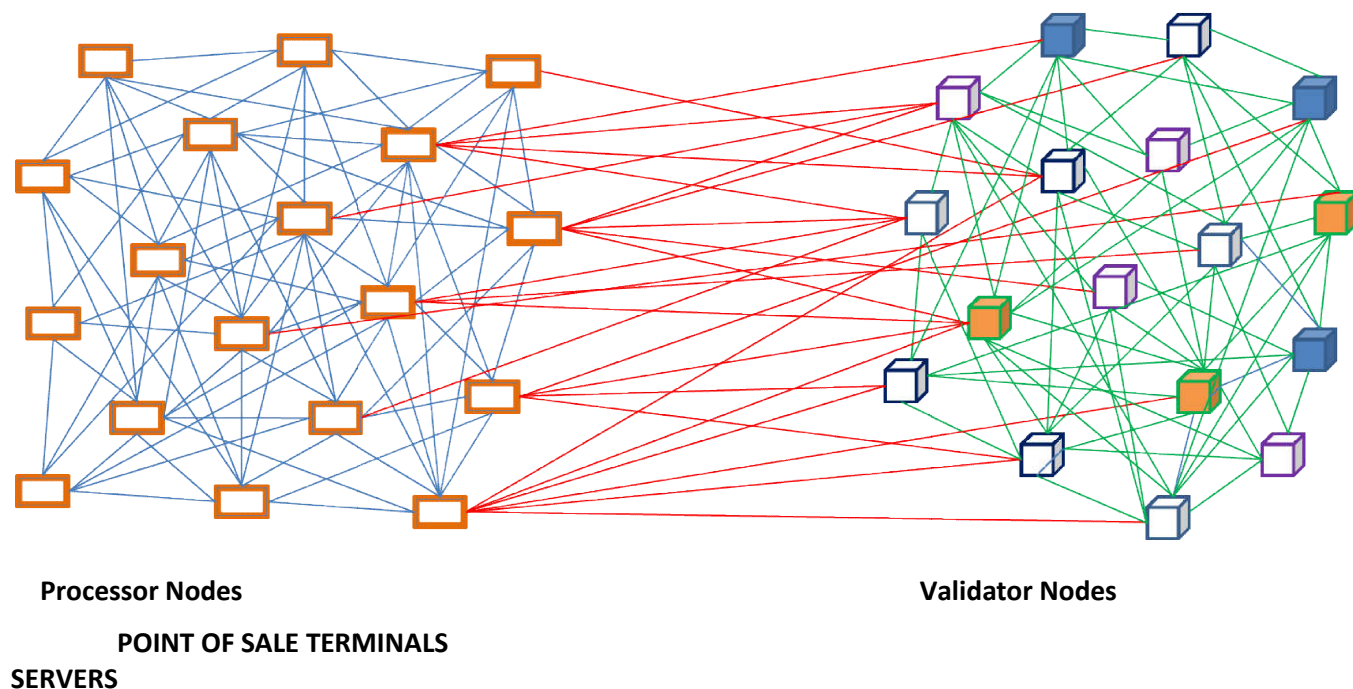 Processor Nodes Validator Nodes
POINT OF SALE TERMINALS
SERVERS